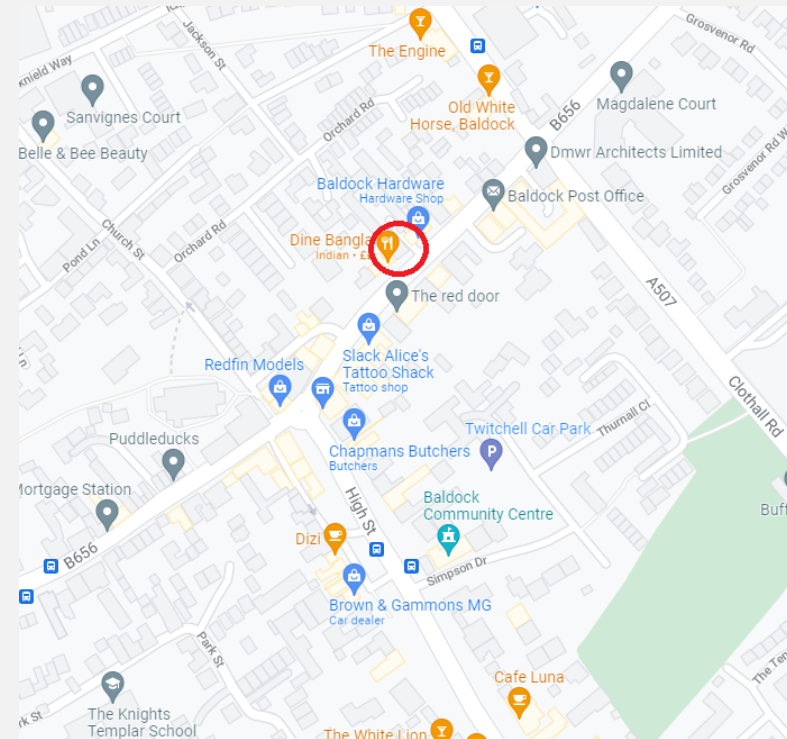 Grosvenor Rd
Jackson St
The Engine
Old White
Horse, Baldock
B656
Magdalene Court
Sanvignes Court
Orchard Rd
Belle & Bee Beauty
Dmwr Architects Limited
Grosvenor Rd W
Baldock Hardware
Hardware Shop
Baldock Post Office
Church St
Orchard Rd
Pond Ln
Dine Bangla
Indian
A507
The red door
Slack Alice's
Tattoo Shack
Tattoo shop
Redfin Models
Clothall Rd
Thurnall Cl
Twitchell Car Park
P
Puddleducks
Chapmans Butchers
Butchers
Mortgage Station
High St
Baldock
Community Centre
Buff
Dizi
B656
Simpson Dr
Brown & Gammons MG
Car dealer
Park St
Cafe Luna
The Knights
Templar School
The White Lion